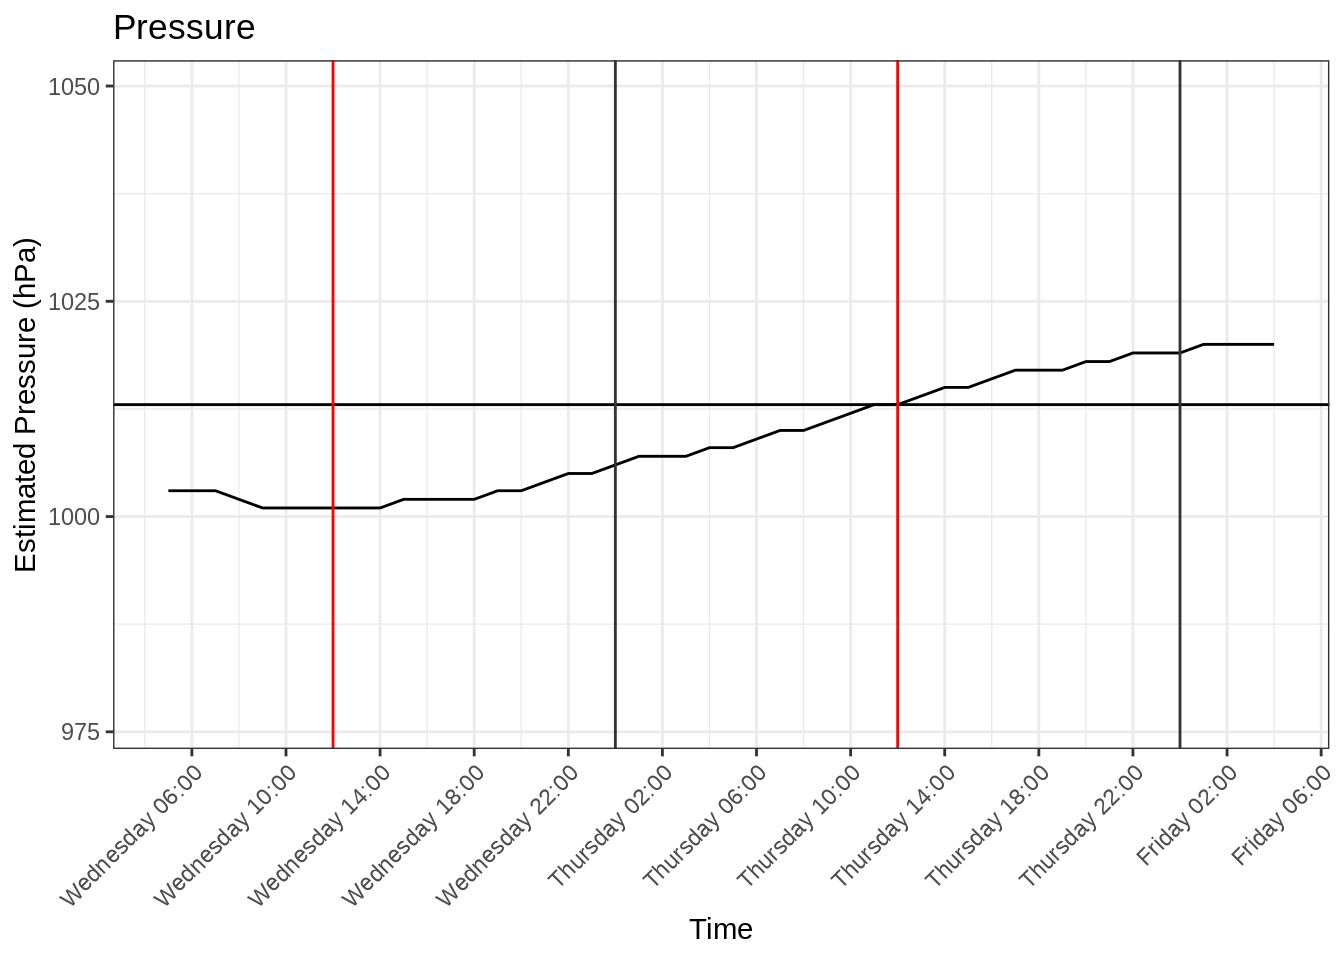 Pressure
Estimated Pressure (hPa)
1050
1025
1000
975
Wednesday 06:00
Wednesday 10:00
Wednesday 14:00
Wednesday 18:00
Wednesday 22:00
Thursday 02:00
Thursday 06:00
Thursday 10:00
Thursday 14:00
Thursday 18:00
Thursday 22:00
Friday 02:00
Friday 06:00
Time